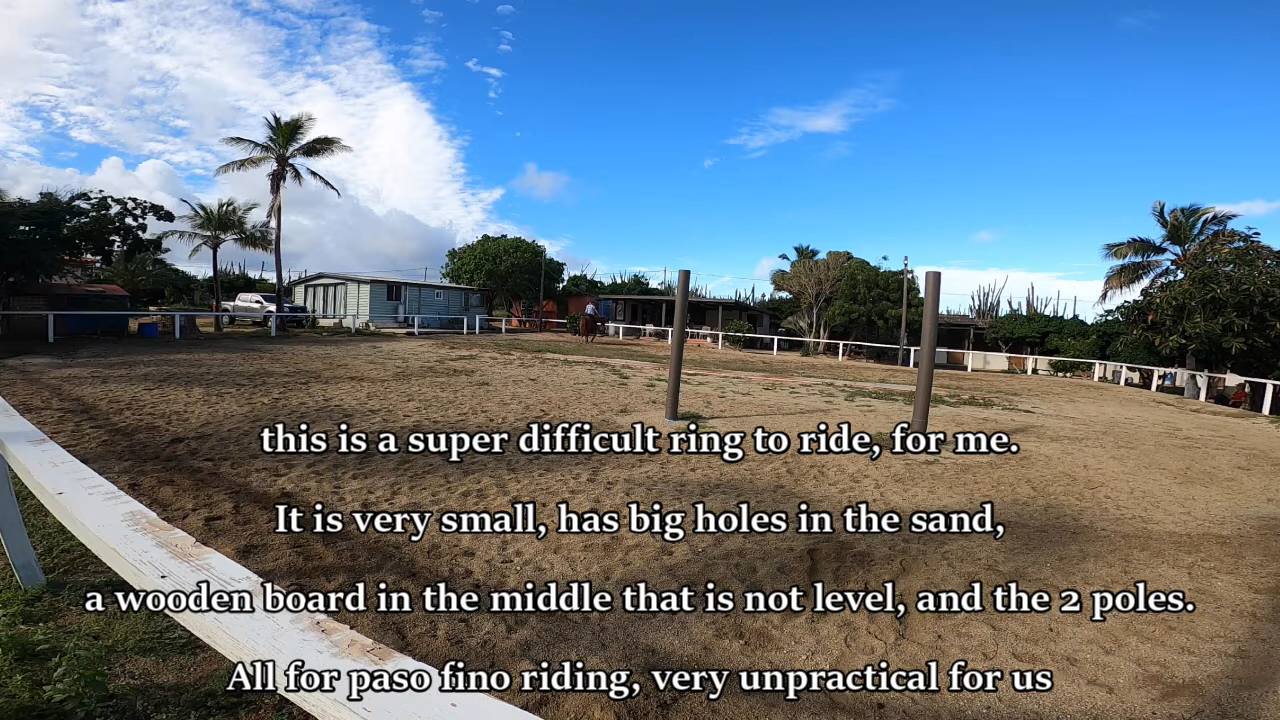 this is a super difficult ring to ride, for me.
It is very small, has big holes in the sand,
a wooden board in the middle that is not level, and the 2 poles.
All for paso fino riding, very unpractical for us